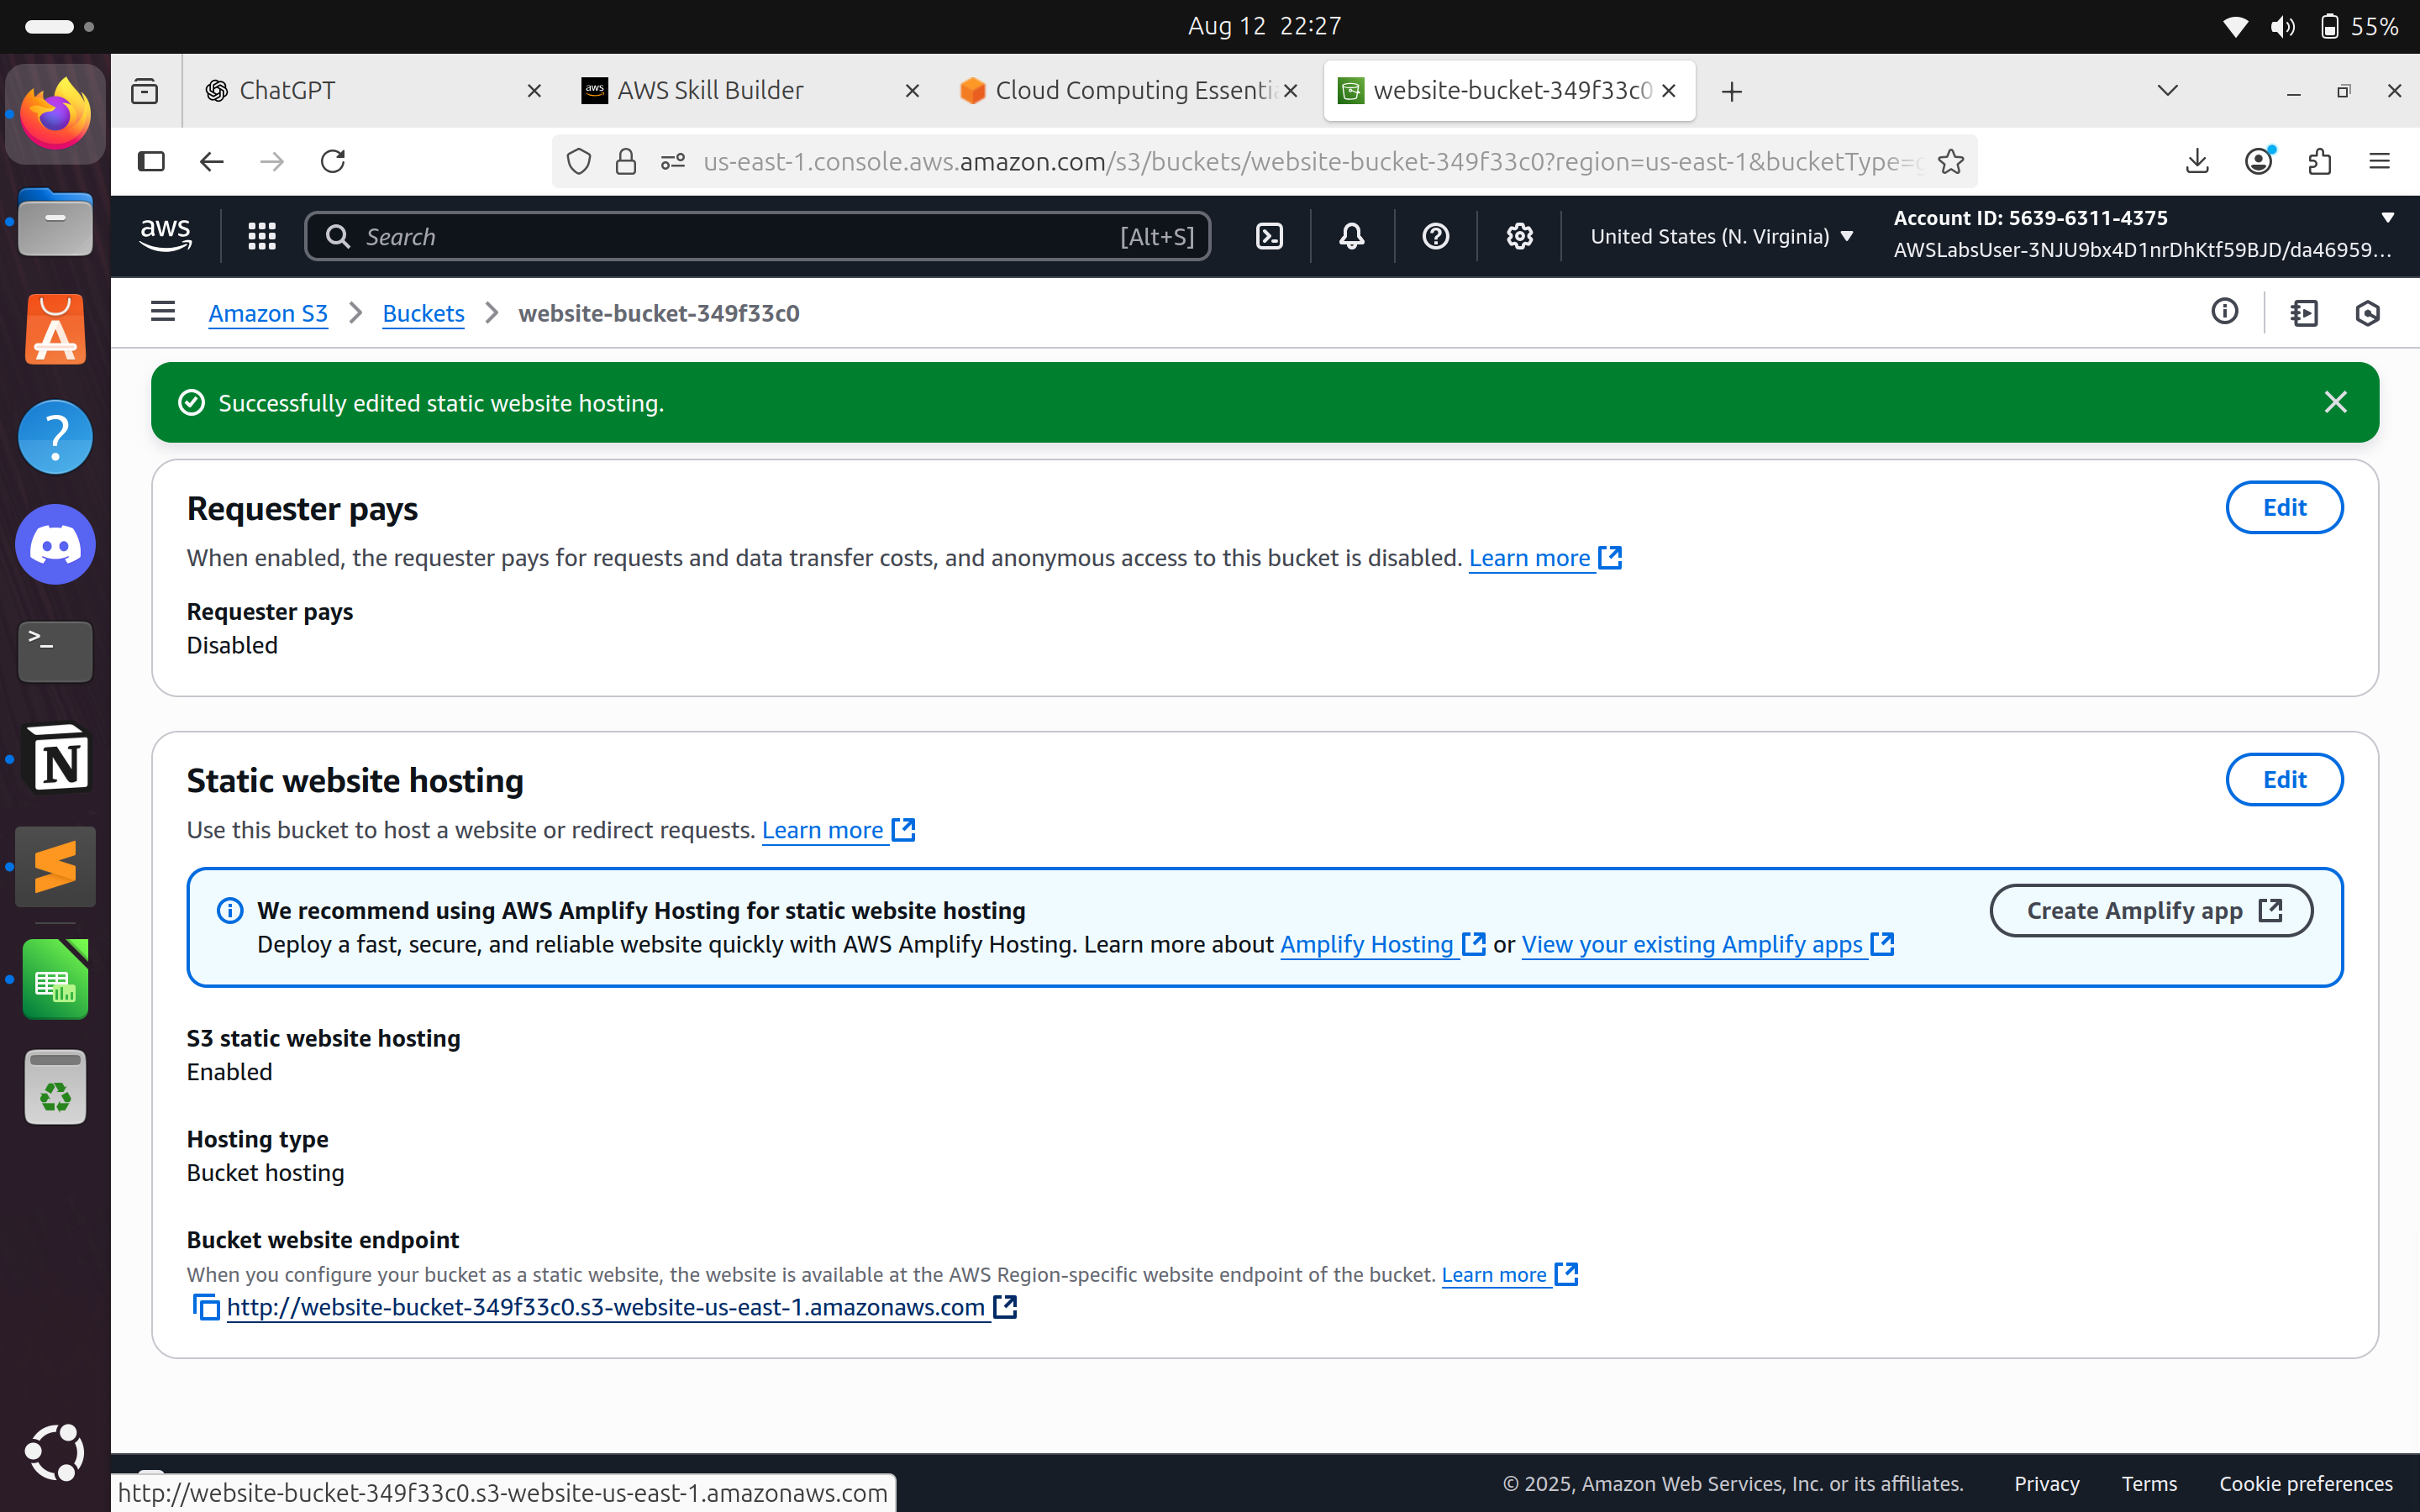 Aug 12 22:27
55%
ChatGPT
aws AWS Skill Builder
Cloud Computing Essentia
website-bucket-349f33c0
us-east-1.console.aws.amazon.com/s3/buckets/website-bucket-349f33c0?region=us-east-1&bucketType=g
aws
Search [Alt+S]
United States (N. Virginia)
Account ID: 5639-6311-4375
AWSLabsUser-3NJU9bx4D1nrDhKtf59BJD/da46959...
Amazon S3 > Buckets > website-bucket-349f33c0
Successfully edited static website hosting.
Requester pays
Edit
When enabled, the requester pays for requests and data transfer costs, and anonymous access to this bucket is disabled. Learn more
Requester pays
Disabled
Static website hosting
Edit
Use this bucket to host a website or redirect requests. Learn more
We recommend using AWS Amplify Hosting for static website hosting
Create Amplify app
Deploy a fast, secure, and reliable website quickly with AWS Amplify Hosting. Learn more about Amplify Hosting or View your existing Amplify apps
S3 static website hosting
Enabled
Hosting type
Bucket hosting
Bucket website endpoint
When you configure your bucket as a static website, the website is available at the AWS Region-specific website endpoint of the bucket. Learn more
http://website-bucket-349f33c0.s3-website-us-east-1.amazonaws.com
© 2025, Amazon Web Services, Inc. or its affiliates.
Privacy
Terms
Cookie preferences
http://website-bucket-349f33c0.s3-website-us-east-1.amazonaws.com